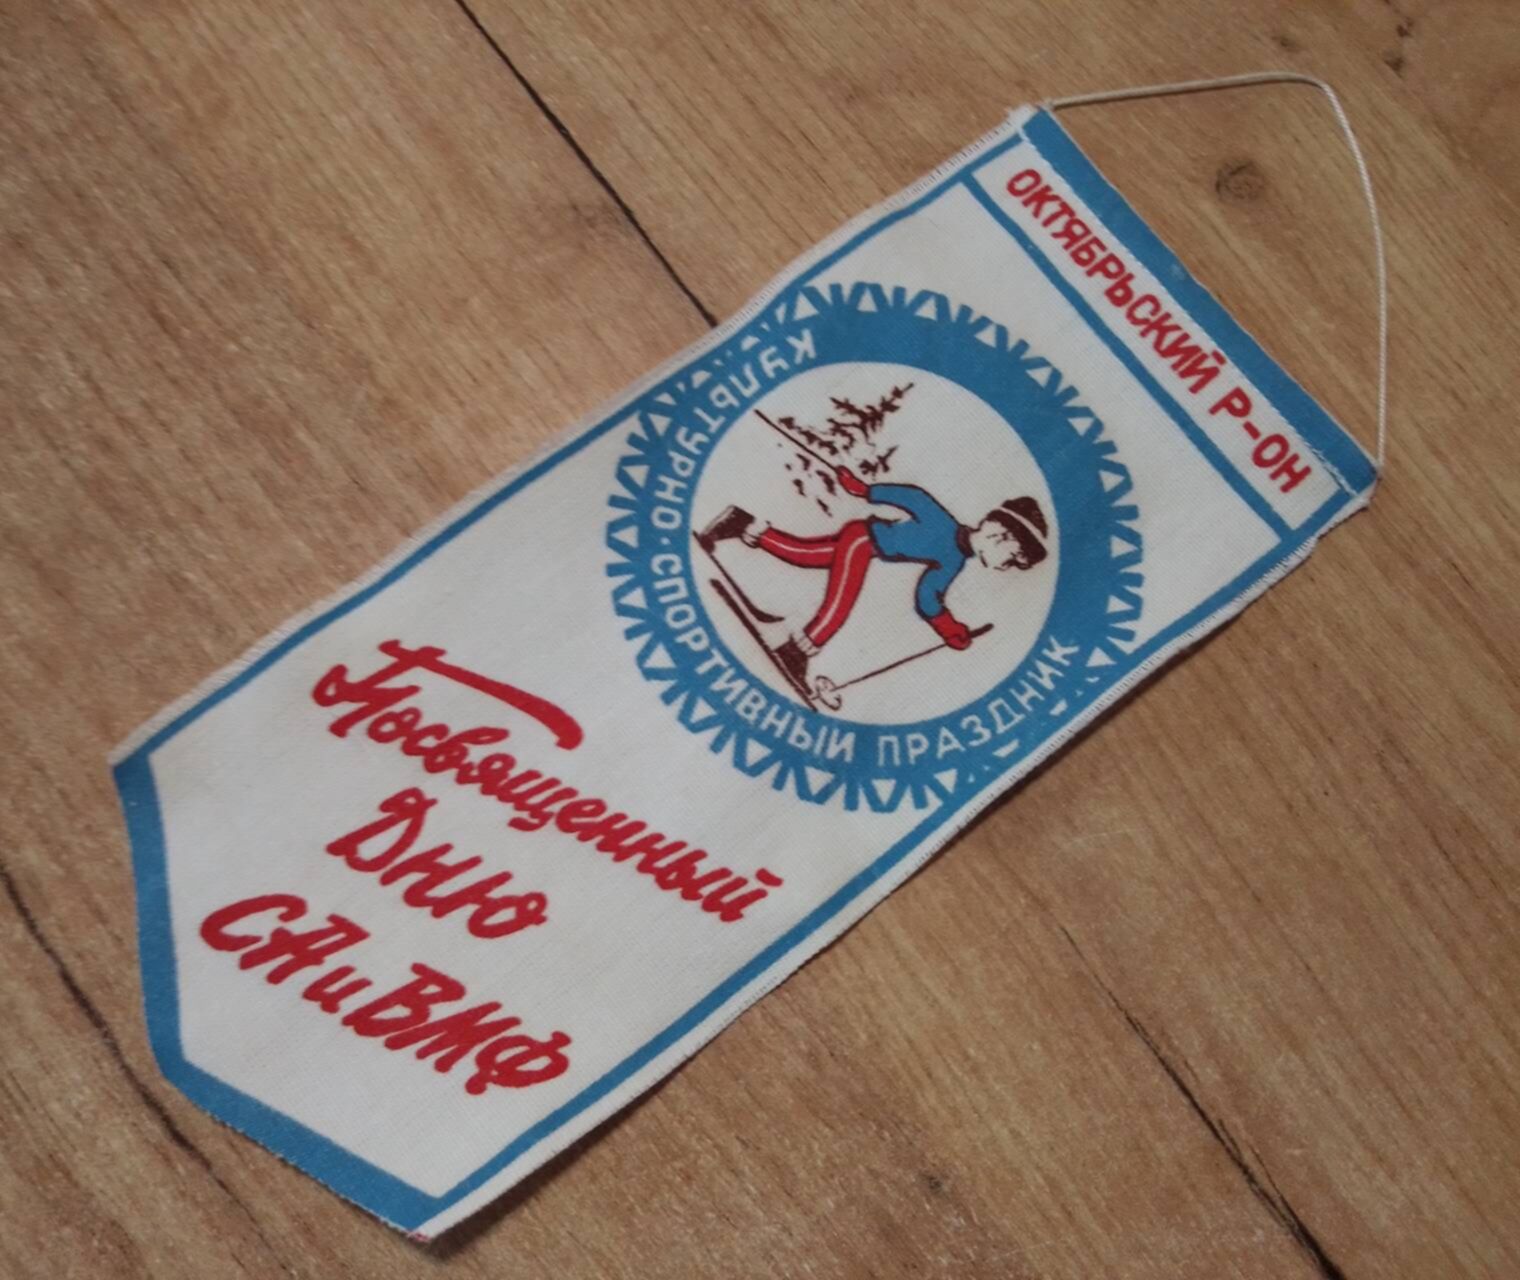 ОКТЯБРЬСКИЙ Р-ОН
КУЛЬТУРНО-СПОРТИВНЫЙ ПРАЗДНИК
Посвященный
Дню
СА и ВМФ